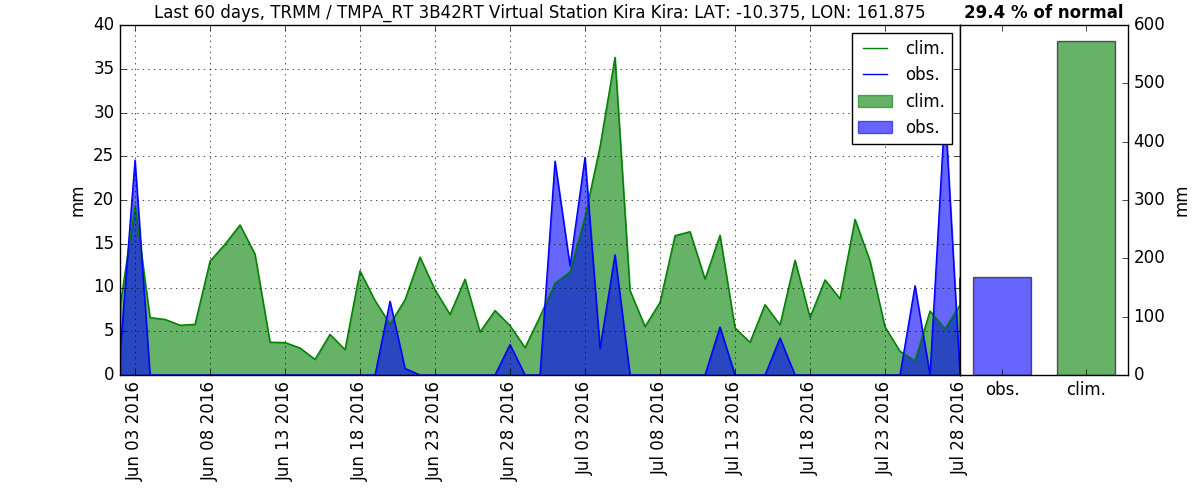 Last 60 days, TRMM / TMPA_RT 3B42RT Virtual Station Kira Kira: LAT: -10.375, LON: 161.875
29.4 % of normal
40
35
30
25
20
15
10
5
0
mm
clim.
obs.
clim.
obs.
600
500
400
300
200
100
0
mm
Jun 03 2016
Jun 08 2016
Jun 13 2016
Jun 18 2016
Jun 23 2016
Jun 28 2016
Jul 03 2016
Jul 08 2016
Jul 13 2016
Jul 18 2016
Jul 23 2016
Jul 28 2016
obs.
clim.